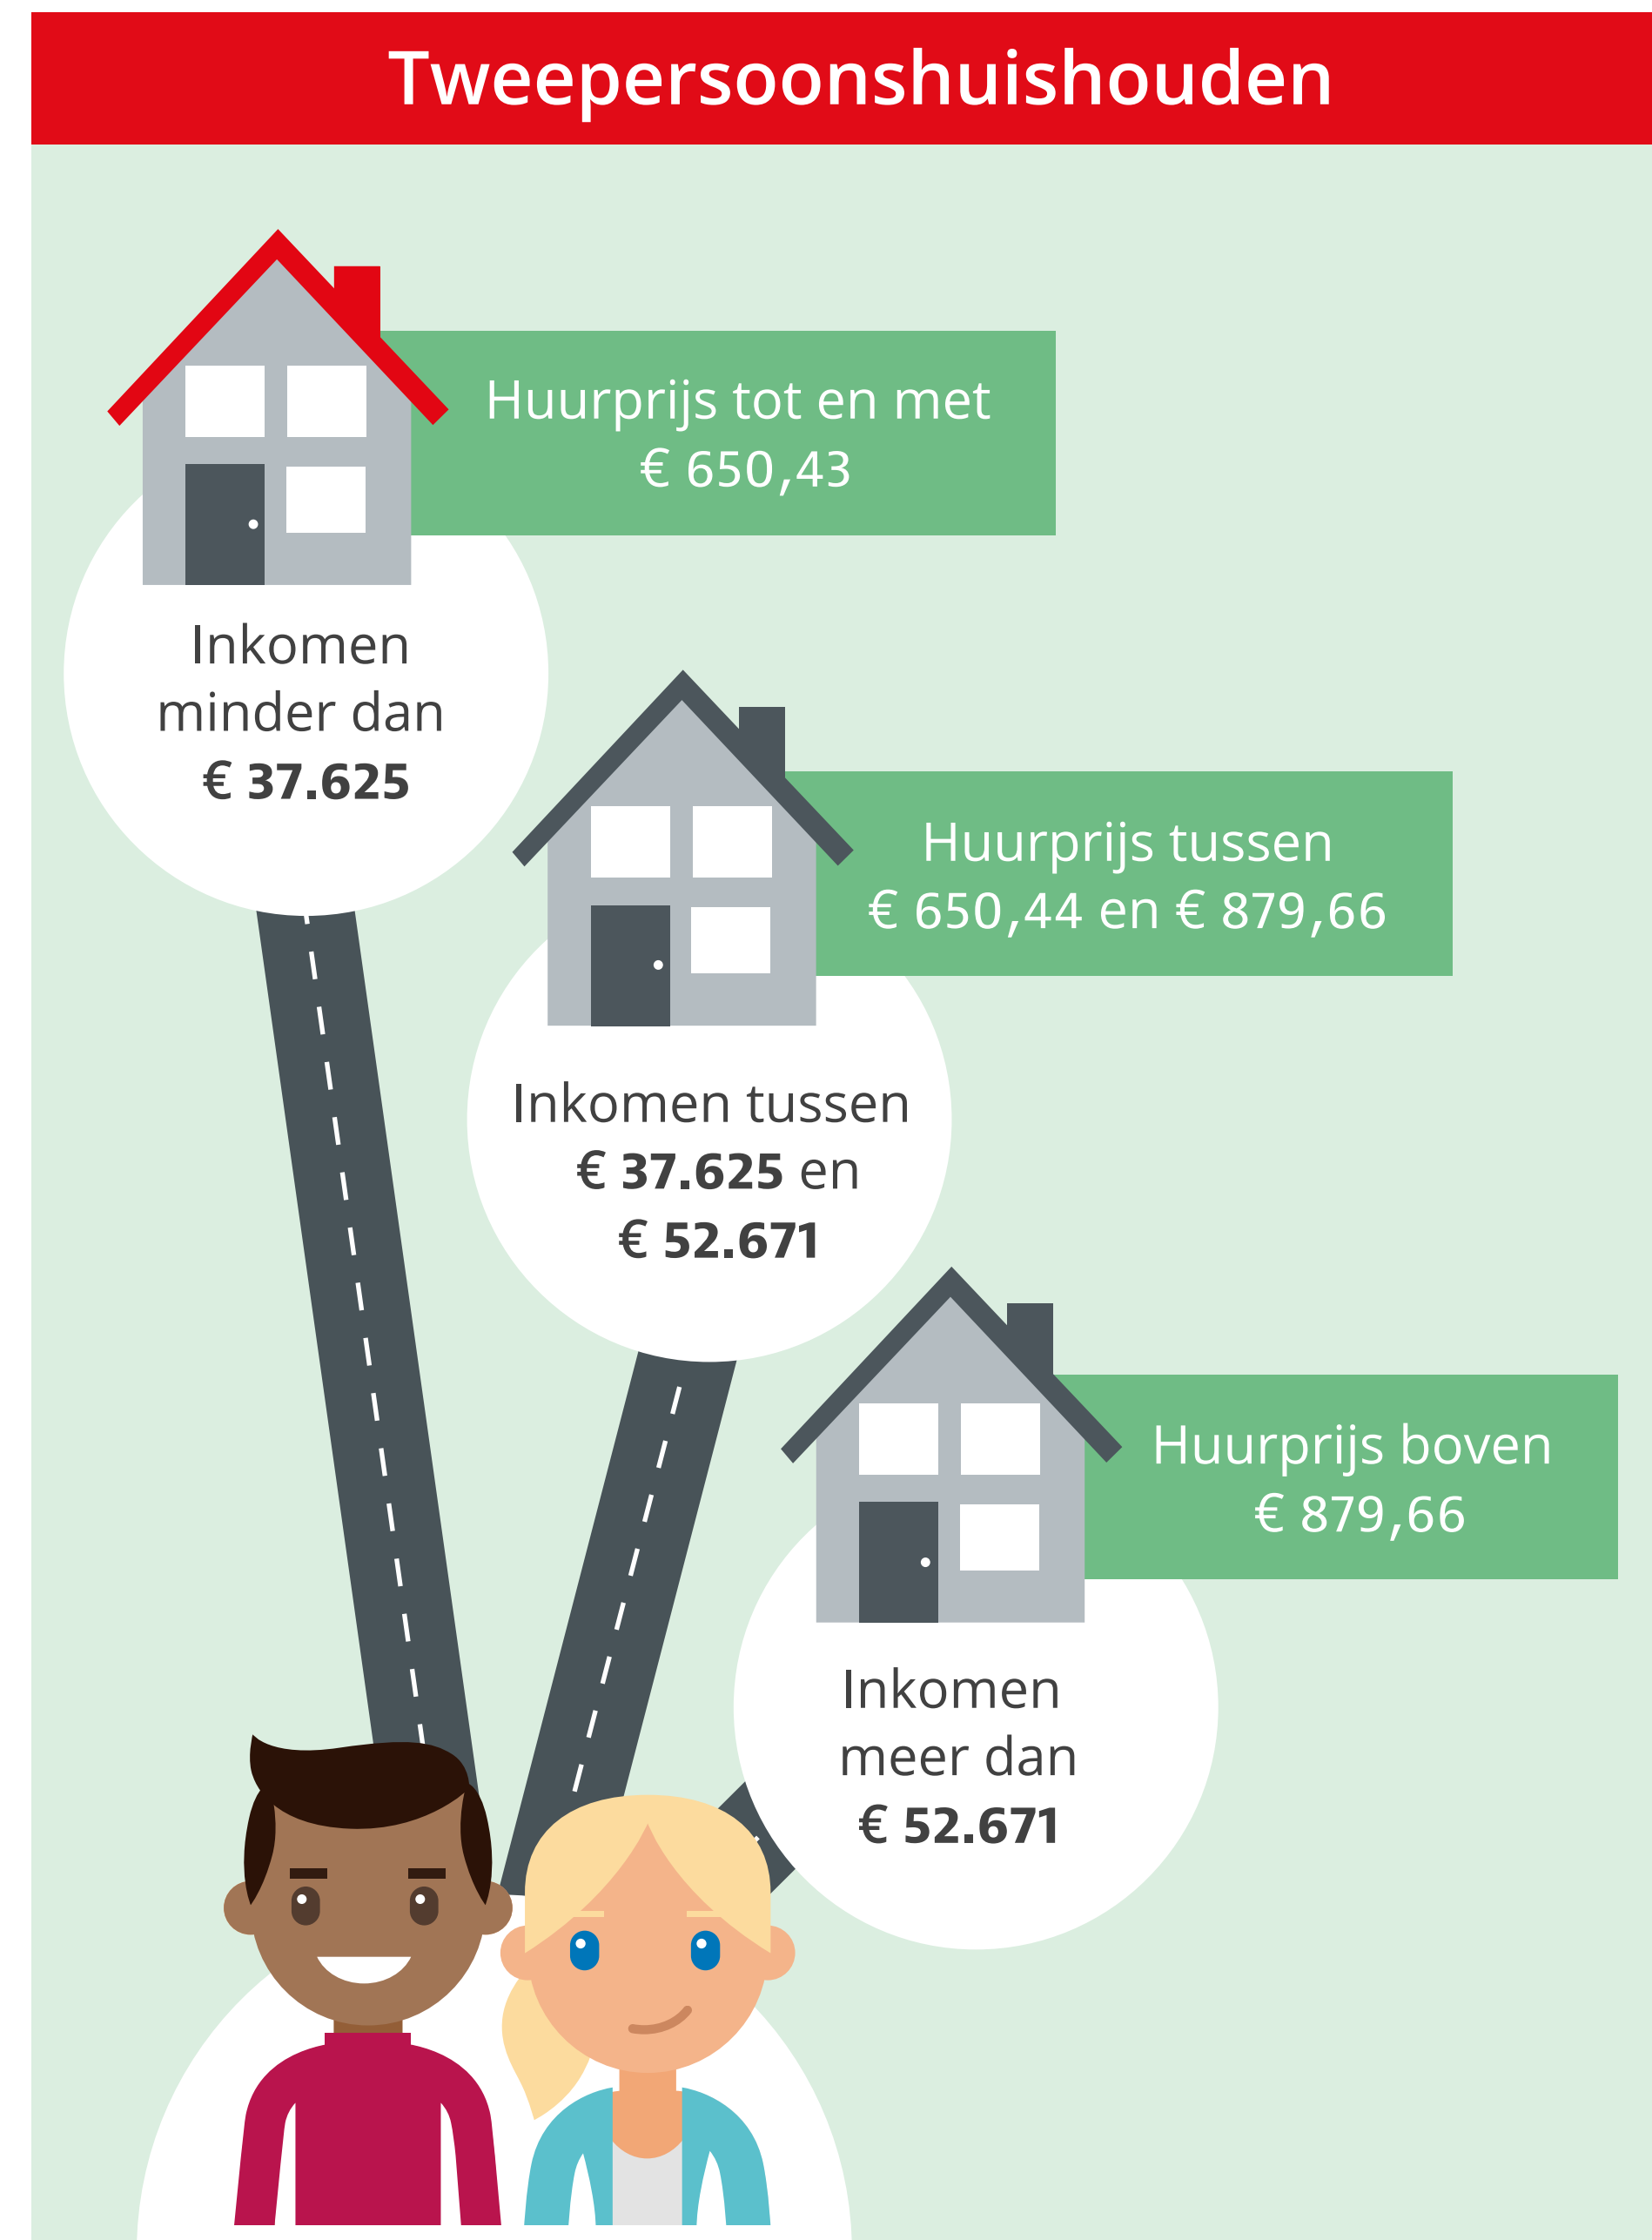 Tweepersoonshuishouden
Huurprijs tot en met
€ 650,43
Inkomen
minder dan
€ 37.625
Huurprijs tussen
€ 650,44 en € 879,66
Inkomen tussen
€ 37.625 en
€ 52.671
Huurprijs boven
€ 879,66
Inkomen
meer dan
€ 52.671